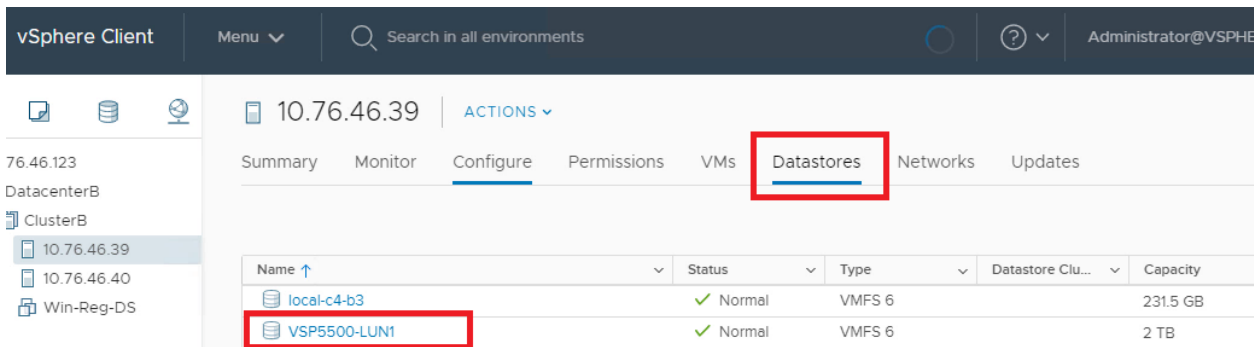 vSphere Client Menu Search in all environments Administrator@VSPHE
10.76.46.39 ACTIONS
76.46.123
DatacenterB
ClusterB
10.76.46.39
10.76.46.40
Win-Reg-DS
Summary Monitor Configure Permissions VMs Datastores Networks Updates
Name Status Type Datastore Clu... Capacity
local-c4-b3 Normal VMFS 6 231.5 GB
VSP5500-LUN1 Normal VMFS 6 2 TB